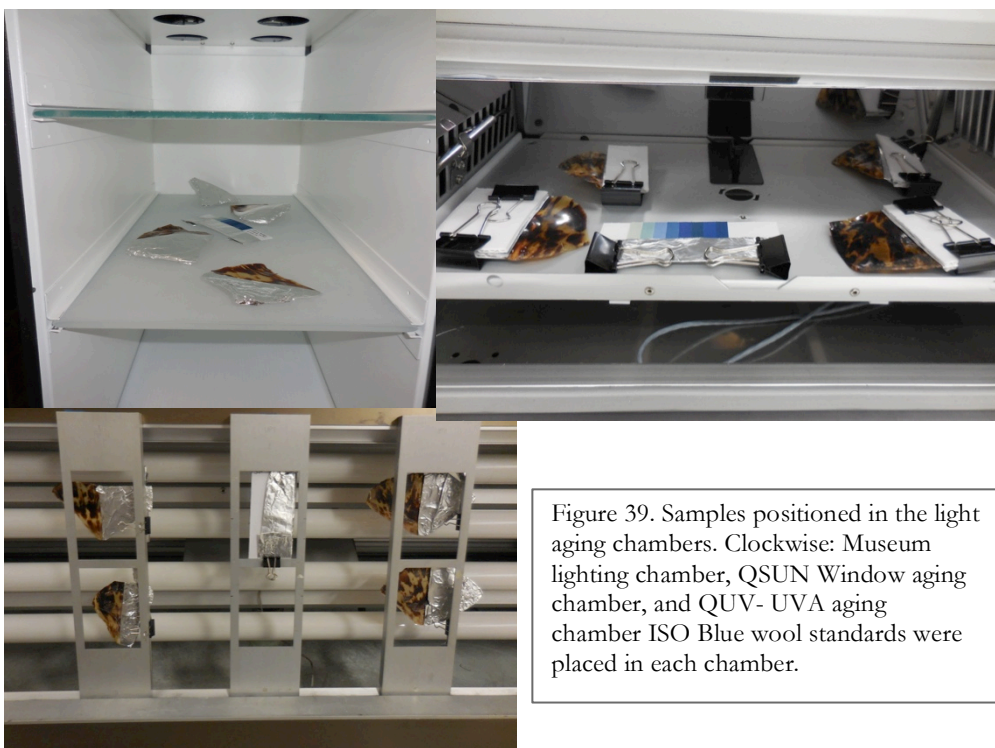 Figure 39. Samples positioned in the light
aging chambers. Clockwise: Museum
lighting chamber, QSUN Window aging
chamber, and QUV- UVA aging
chamber ISO Blue wool standards were
placed in each chamber.